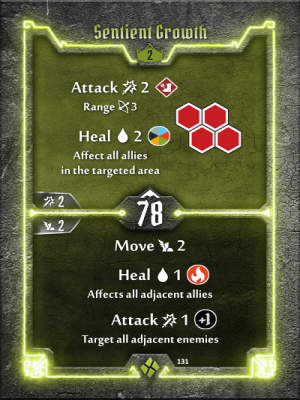 Sentient Growth
2
Attack 2
Range 3
Heal 2
Affect all allies
in the targeted area
2
78
2
Move 2
Heal 1
Affects all adjacent allies
Attack 1 +1
Target all adjacent enemies
131